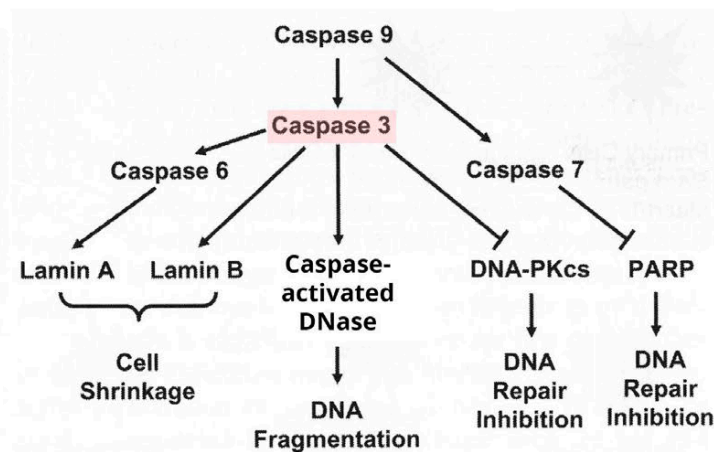 Caspase 9
Caspase 3
Caspase 6
Caspase 7
Lamin A
Lamin B
Caspase-
activated
DNase
DNA-PKcs
PARP
Cell
Shrinkage
DNA
Fragmentation
DNA
Repair
Inhibition
DNA
Repair
Inhibition